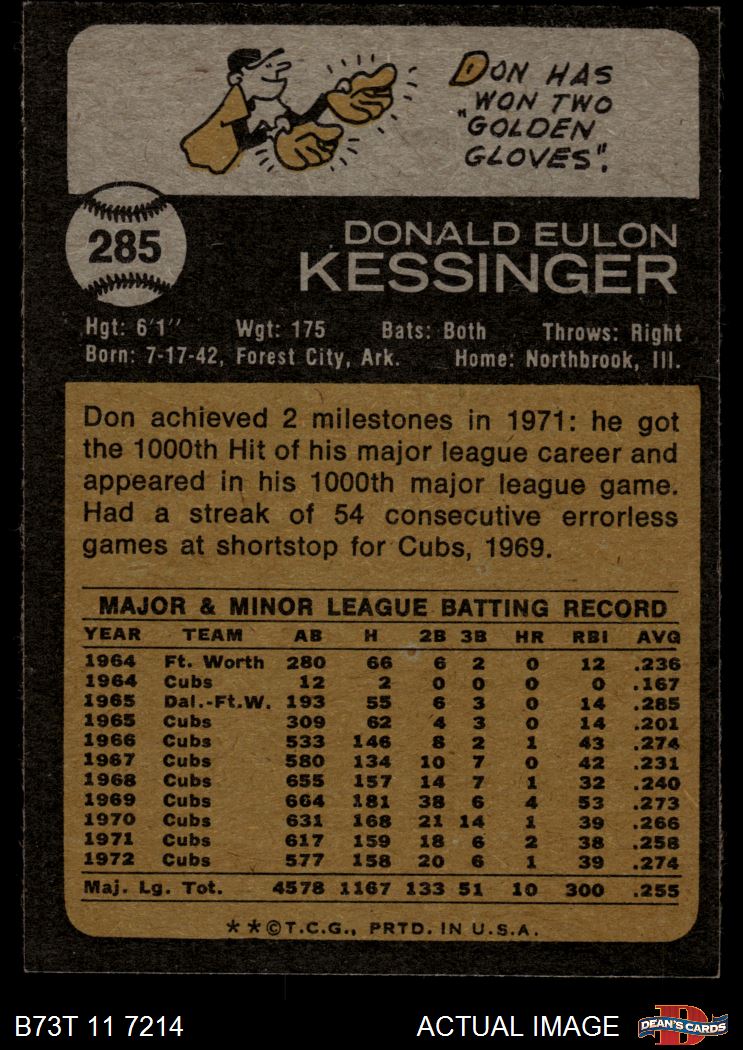 DON HAS
WON TWO
"GOLDEN
GLOVES".
285
DONALD EULON
KESSINGER
Hgt: 6'1" Wgt: 175 Bats: Both Throws: Right
Born: 7-17-42, Forest City, Ark. Home: Northbrook, Ill.
Don achieved 2 milestones in 1971: he got
the 1000th Hit of his major league career and
appeared in his 1000th major league game.
Had a streak of 54 consecutive errorless
games at shortstop for Cubs, 1969.
MAJOR & MINOR LEAGUE BATTING RECORD
YEAR TEAM AB H 2B 3B HR RBI AVG
1964 Ft. Worth 280 66 6 2 0 12 .236
1964 Cubs 12 2 0 0 0 0 .167
1965 Dal.-Ft.W. 193 55 6 3 0 14 .285
1965 Cubs 309 62 4 3 0 14 .201
1966 Cubs 533 146 8 2 1 43 .274
1967 Cubs 580 134 10 7 0 42 .231
1968 Cubs 655 157 14 7 1 32 .240
1969 Cubs 664 181 38 6 4 53 .273
1970 Cubs 631 168 21 14 1 39 .266
1971 Cubs 617 159 18 6 2 38 .258
1972 Cubs 577 158 20 6 1 39 .274
Maj. Lg. Tot. 4578 1167 133 51 10 300 .255
**©T.C.G., PRTD. IN U.S.A.
B73T 11 7214 ACTUAL IMAGE DEAN'S CARDS